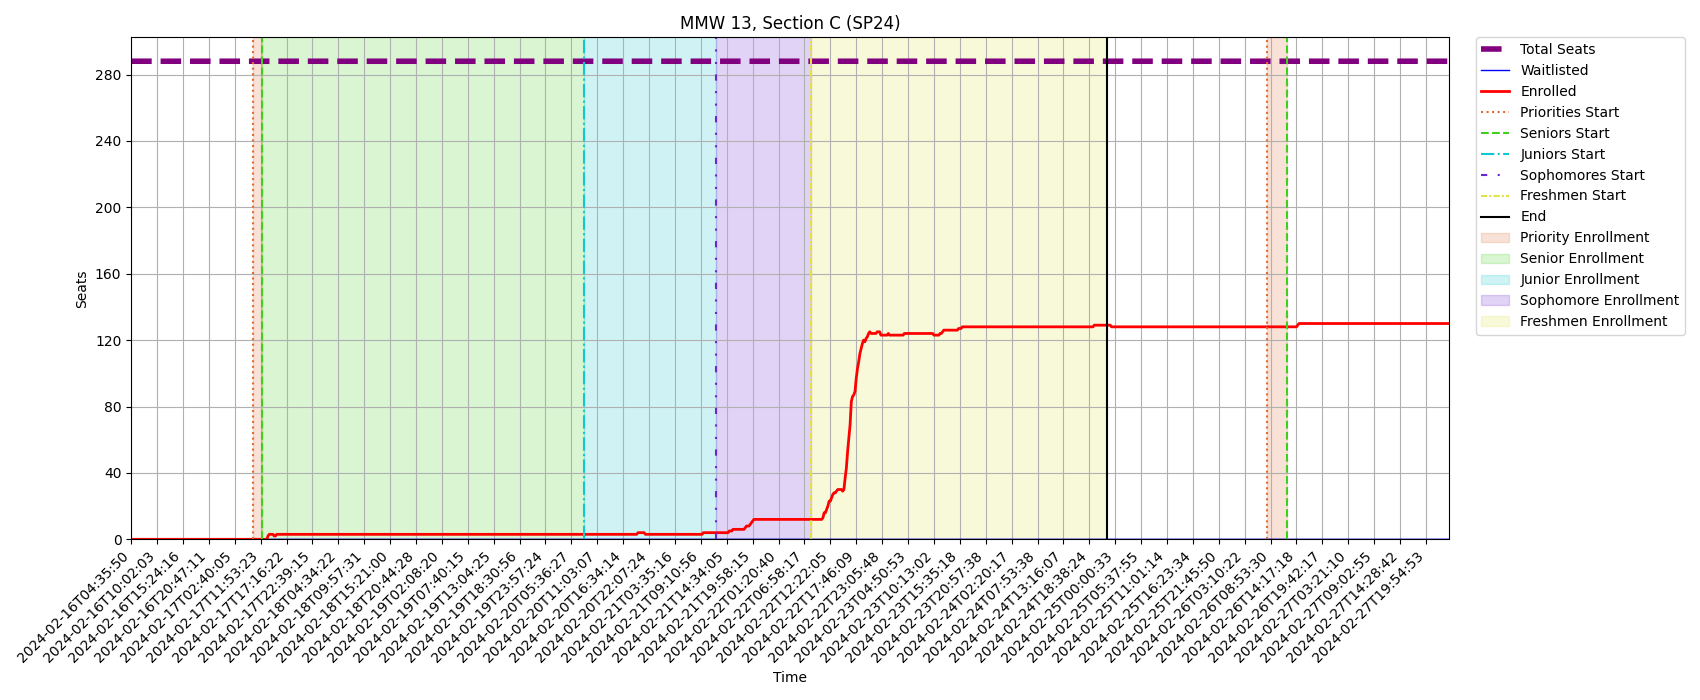 MMW 13, Section C (SP24)
Total Seats
Waitlisted
Enrolled
Priorities Start
Seniors Start
Juniors Start
Sophomores Start
Freshmen Start
End
Priority Enrollment
Senior Enrollment
Junior Enrollment
Sophomore Enrollment
Freshmen Enrollment
Seats
280
240
200
160
120
80
40
0
2024-02-16T04:35:50
2024-02-16T10:02:03
2024-02-16T15:24:16
2024-02-16T20:47:11
2024-02-17T02:40:05
2024-02-17T11:53:23
2024-02-17T17:16:22
2024-02-17T22:39:15
2024-02-18T04:34:22
2024-02-18T09:57:31
2024-02-18T15:21:00
2024-02-18T20:44:28
2024-02-19T02:08:20
2024-02-19T07:40:15
2024-02-19T13:04:25
2024-02-19T18:30:56
2024-02-19T23:57:24
2024-02-20T05:36:27
2024-02-20T11:03:07
2024-02-20T16:34:14
2024-02-20T22:07:24
2024-02-21T03:35:16
2024-02-21T09:10:56
2024-02-21T14:34:05
2024-02-21T19:58:15
2024-02-22T01:20:40
2024-02-22T06:58:17
2024-02-22T12:22:05
2024-02-22T17:46:09
2024-02-22T23:05:48
2024-02-23T04:50:53
2024-02-23T10:13:02
2024-02-23T15:35:18
2024-02-23T20:57:38
2024-02-24T02:20:17
2024-02-24T07:53:38
2024-02-24T13:16:07
2024-02-24T18:38:24
2024-02-25T00:00:33
2024-02-25T05:37:55
2024-02-25T11:01:14
2024-02-25T16:23:34
2024-02-25T21:45:50
2024-02-26T03:10:22
2024-02-26T08:53:30
2024-02-26T14:17:18
2024-02-26T19:42:17
2024-02-27T03:21:10
2024-02-27T09:02:55
2024-02-27T14:28:42
2024-02-27T19:54:53
Time